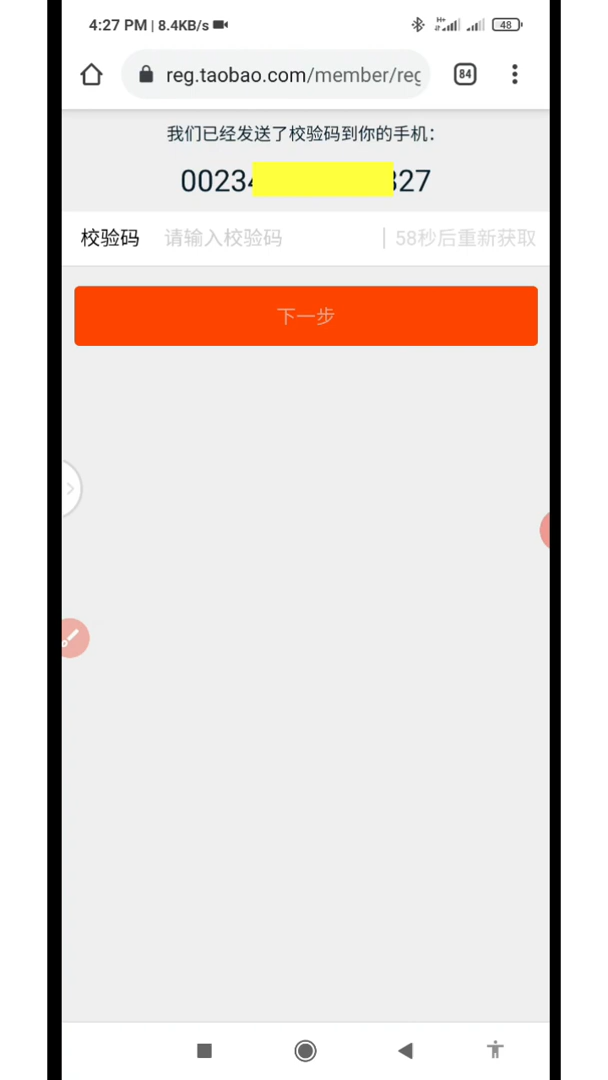 4:27 PM | 8.4KB/s H+ 48
reg.taobao.com/member/reg 84
我们已经发送了校验码到你的手机：
0023 27
校验码 请输入校验码 | 58秒后重新获取
下一步